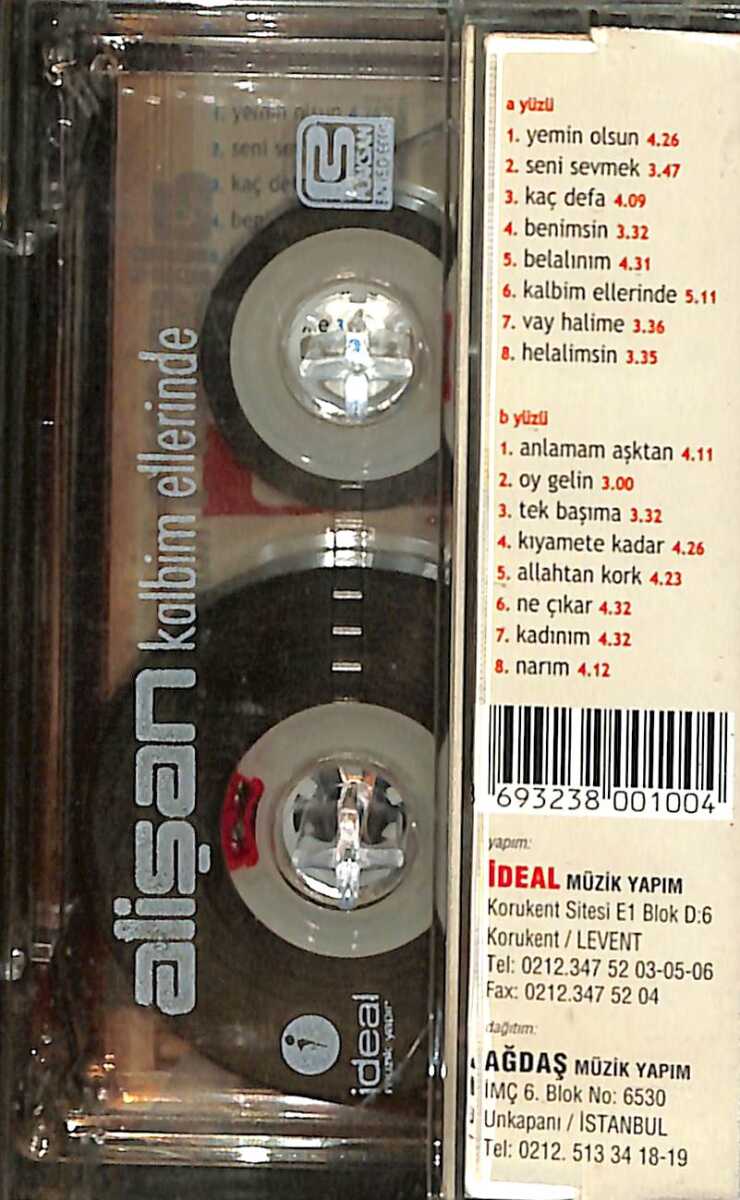 alişan kalbim ellerinde
ideal
müzik yapım
a yüzü
1. yemin olsun 4.26
2. seni sevmek 3.47
3. kaç defa 4.09
4. benimsin 3.32
5. belalınım 4.31
6. kalbim ellerinde 5.11
7. vay halime 3.36
8. helalimsin 3.35
b yüzü
1. anlamam aşktan 4.11
2. oy gelin 3.00
3. tek başıma 3.32
4. kıyamete kadar 4.26
5. allahtan kork 4.23
6. ne çıkar 4.32
7. kadınım 4.32
8. narım 4.12
693238 001004
yapım:
İDEAL MÜZİK YAPIM
Korukent Sitesi E1 Blok D:6
Korukent / LEVENT
Tel: 0212.347 52 03-05-06
Fax: 0212.347 52 04
dağıtım:
AĞDAŞ MÜZİK YAPIM
İMÇ 6. Blok No: 6530
Unkapanı / İSTANBUL
Tel: 0212. 513 34 18-19